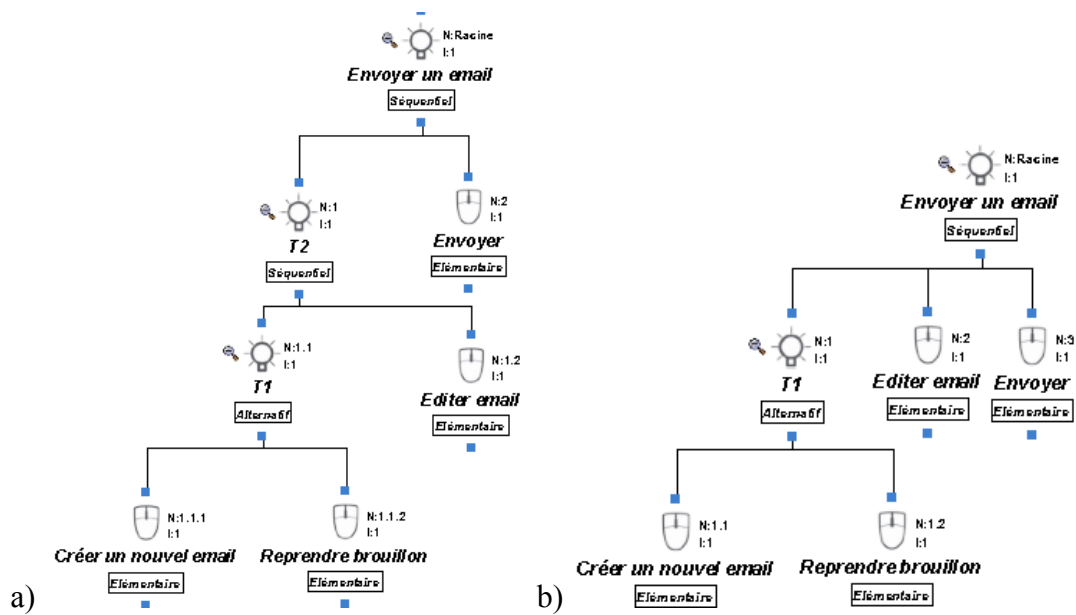 N:Racine
I:1
Envoyer un email
Séquentiel
N:1
I:1
T2
Séquentiel
N:2
I:1
Envoyer
Elémentaire
N:1.1
I:1
T1
Alternatif
N:1.2
I:1
Editer email
Elémentaire
N:1.1.1
I:1
Créer un nouvel email
Elémentaire
N:1.1.2
I:1
Reprendre brouillon
Elémentaire
a)
N:Racine
I:1
Envoyer un email
Séquentiel
N:1
I:1
T1
Alternatif
N:2
I:1
Editer email
Elémentaire
N:3
I:1
Envoyer
Elémentaire
N:1.1
I:1
Créer un nouvel email
Elémentaire
N:1.2
I:1
Reprendre brouillon
Elémentaire
b)